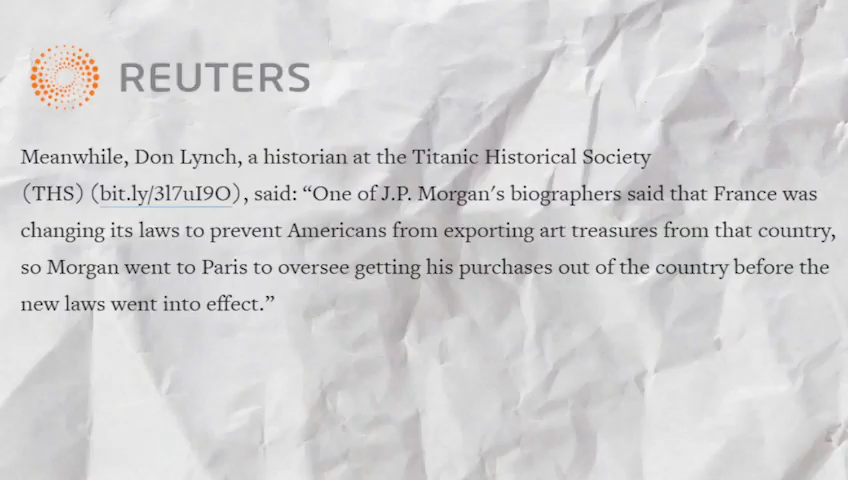 REUTERS
Meanwhile, Don Lynch, a historian at the Titanic Historical Society
(THS) (bit.ly/3l7uI9O), said: “One of J.P. Morgan's biographers said that France was
changing its laws to prevent Americans from exporting art treasures from that country,
so Morgan went to Paris to oversee getting his purchases out of the country before the
new laws went into effect.”